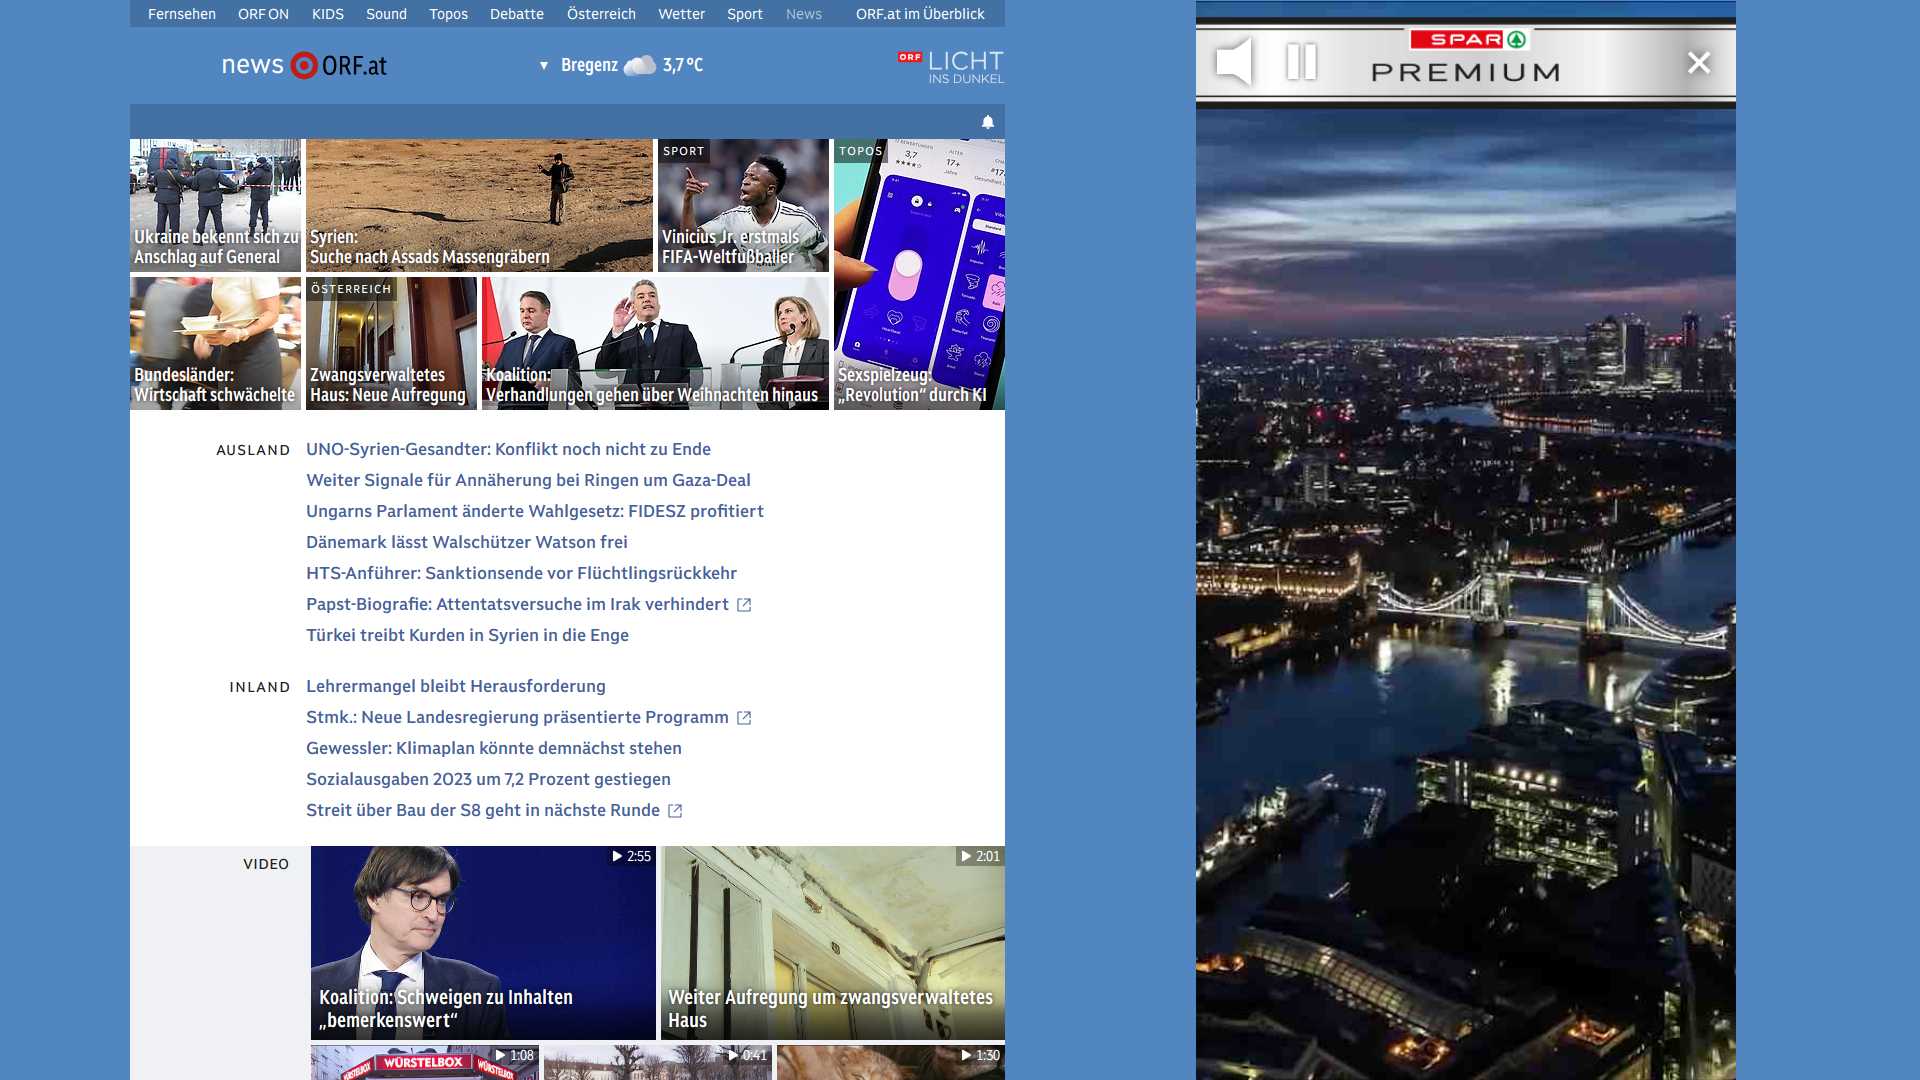 Fernsehen ORF ON KIDS Sound Topos Debatte Österreich Wetter Sport News ORF.at im Überblick
news ORF.at
▼ Bregenz 3,7 °C
ORF LICHT
INS DUNKEL
Ukraine bekennt sich zu
Anschlag auf General
Syrien:
Suche nach Assads Massengräbern
SPORT
Vinicius Jr. erstmals
FIFA-Weltfußballer
TOPOS
3,7
17+
Sexspielzeug:
„Revolution“ durch KI
Bundesländer:
Wirtschaft schwächelte
ÖSTERREICH
Zwangsverwaltetes
Haus: Neue Aufregung
Koalition:
Verhandlungen gehen über Weihnachten hinaus
AUSLAND
UNO-Syrien-Gesandter: Konflikt noch nicht zu Ende
Weiter Signale für Annäherung bei Ringen um Gaza-Deal
Ungarns Parlament änderte Wahlgesetz: FIDESZ profitiert
Dänemark lässt Walschützer Watson frei
HTS-Anführer: Sanktionsende vor Flüchtlingsrückkehr
Papst-Biografie: Attentatsversuche im Irak verhindert
Türkei treibt Kurden in Syrien in die Enge
INLAND
Lehrermangel bleibt Herausforderung
Stmk.: Neue Landesregierung präsentierte Programm
Gewessler: Klimaplan könnte demnächst stehen
Sozialausgaben 2023 um 7,2 Prozent gestiegen
Streit über Bau der S8 geht in nächste Runde
VIDEO
2:55
Koalition: Schweigen zu Inhalten
„bemerkenswert“
2:01
Weiter Aufregung um zwangsverwaltetes
Haus
1:08
WÜRSTELBOX
WÜRSTELBOX
WÜRSTELBOX
0:41
1:30
SPAR
PREMIUM